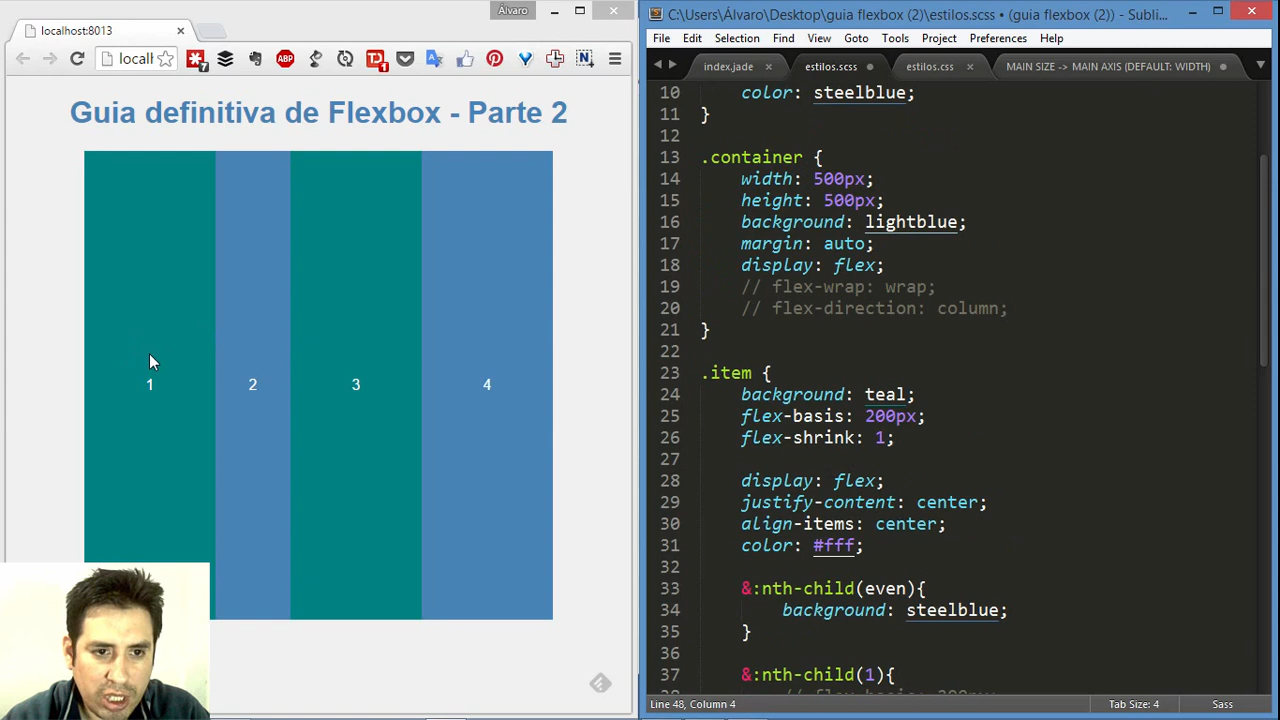 Álvaro
C:\Users\Álvaro\Desktop\guia flexbox (2)\estilos.scss • (guia flexbox (2)) - Subli...
localhost:8013
File Edit Selection Find View Goto Tools Project Preferences Help
locall
7
ABP
1
N
index.jade
estilos.scss
estilos.css
MAIN SIZE -> MAIN AXIS (DEFAULT: WIDTH)
Guia definitiva de Flexbox - Parte 2
1
2
3
4
10 color: steelblue;
11 }
12
13 .container {
14 width: 500px;
15 height: 500px;
16 background: lightblue;
17 margin: auto;
18 display: flex;
19 // flex-wrap: wrap;
20 // flex-direction: column;
21 }
22
23 .item {
24 background: teal;
25 flex-basis: 200px;
26 flex-shrink: 1;
27
28 display: flex;
29 justify-content: center;
30 align-items: center;
31 color: #fff;
32
33 &:nth-child(even){
34 background: steelblue;
35 }
36
37 &:nth-child(1){
Line 48, Column 4
Tab Size: 4
Sass